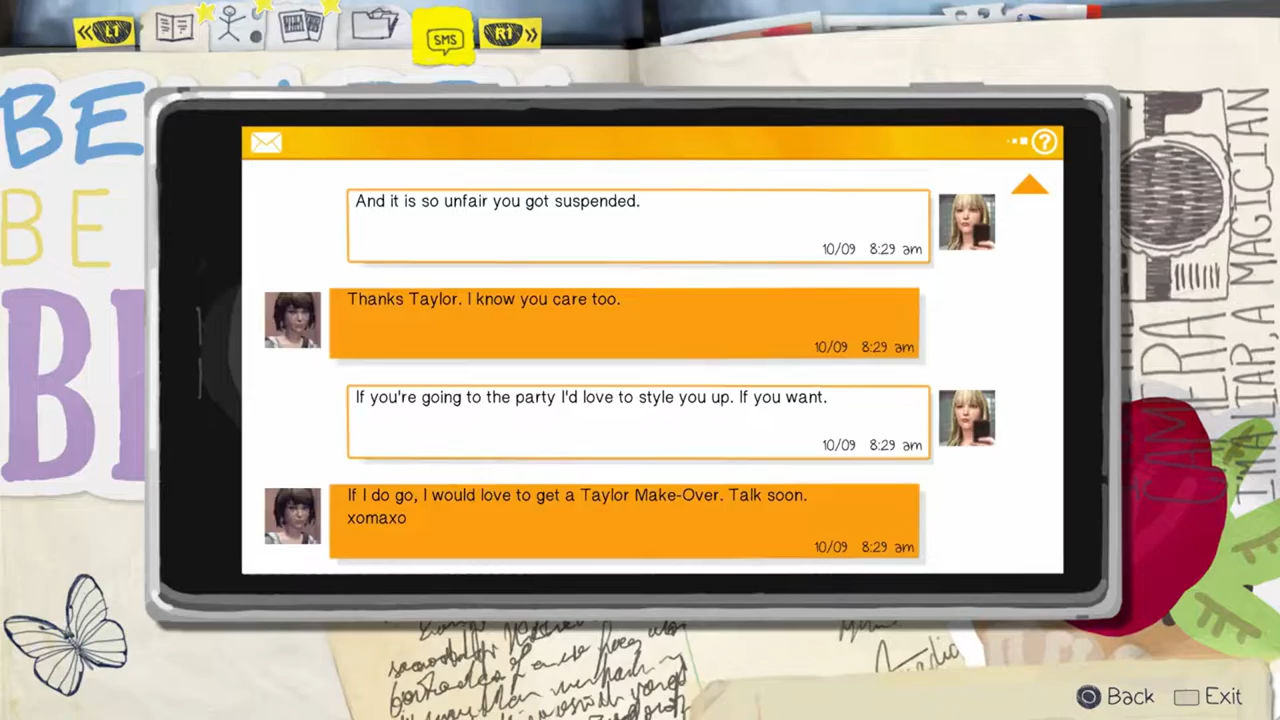 L1
SMS
R1
And it is so unfair you got suspended.
10/09 8:29 am
Thanks Taylor. I know you care too.
10/09 8:29 am
If you're going to the party I'd love to style you up. If you want.
10/09 8:29 am
If I do go, I would love to get a Taylor Make-Over. Talk soon.
xomaxo
10/09 8:29 am
BE
BE
CAMERA
A MAGICIAN
Back
Exit